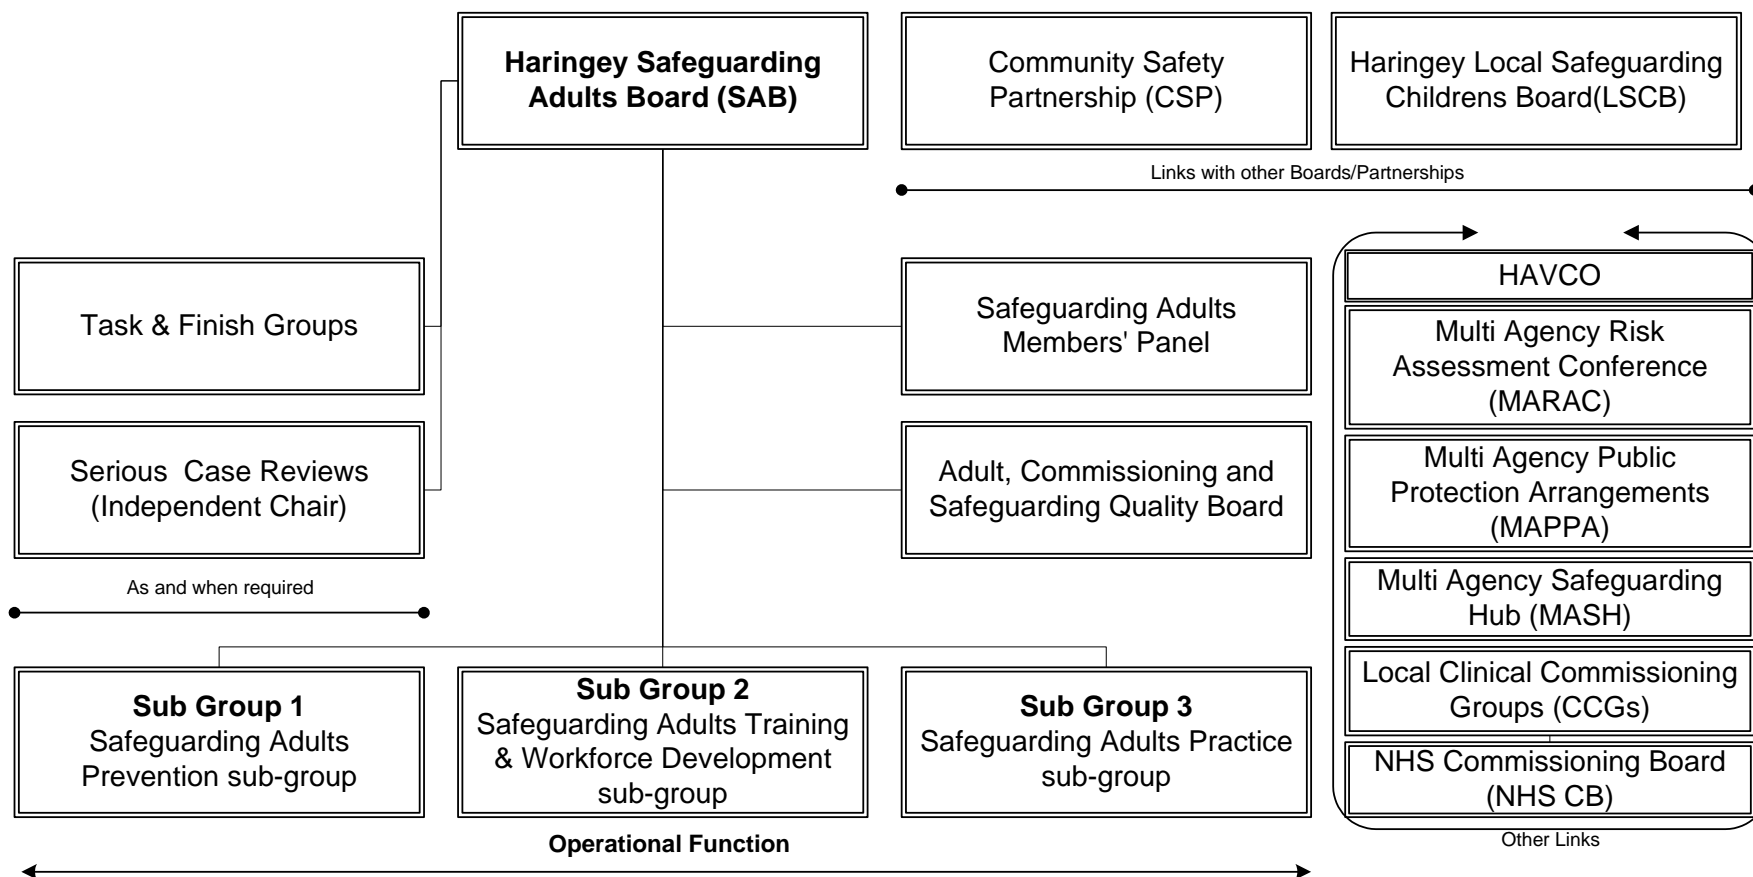 Haringey Safeguarding
Adults Board (SAB)
Community Safety
Partnership (CSP)
Haringey Local Safeguarding
Childrens Board(LSCB)
Links with other Boards/Partnerships
Task & Finish Groups
Safeguarding Adults
Members' Panel
Serious Case Reviews
(Independent Chair)
Adult, Commissioning and
Safeguarding Quality Board
As and when required
HAVCO
Multi Agency Risk
Assessment Conference
(MARAC)
Multi Agency Public
Protection Arrangements
(MAPPA)
Multi Agency Safeguarding
Hub (MASH)
Local Clinical Commissioning
Groups (CCGs)
NHS Commissioning Board
(NHS CB)
Other Links
Sub Group 1
Safeguarding Adults
Prevention sub-group
Sub Group 2
Safeguarding Adults Training
& Workforce Development
sub-group
Sub Group 3
Safeguarding Adults Practice
sub-group
Operational Function